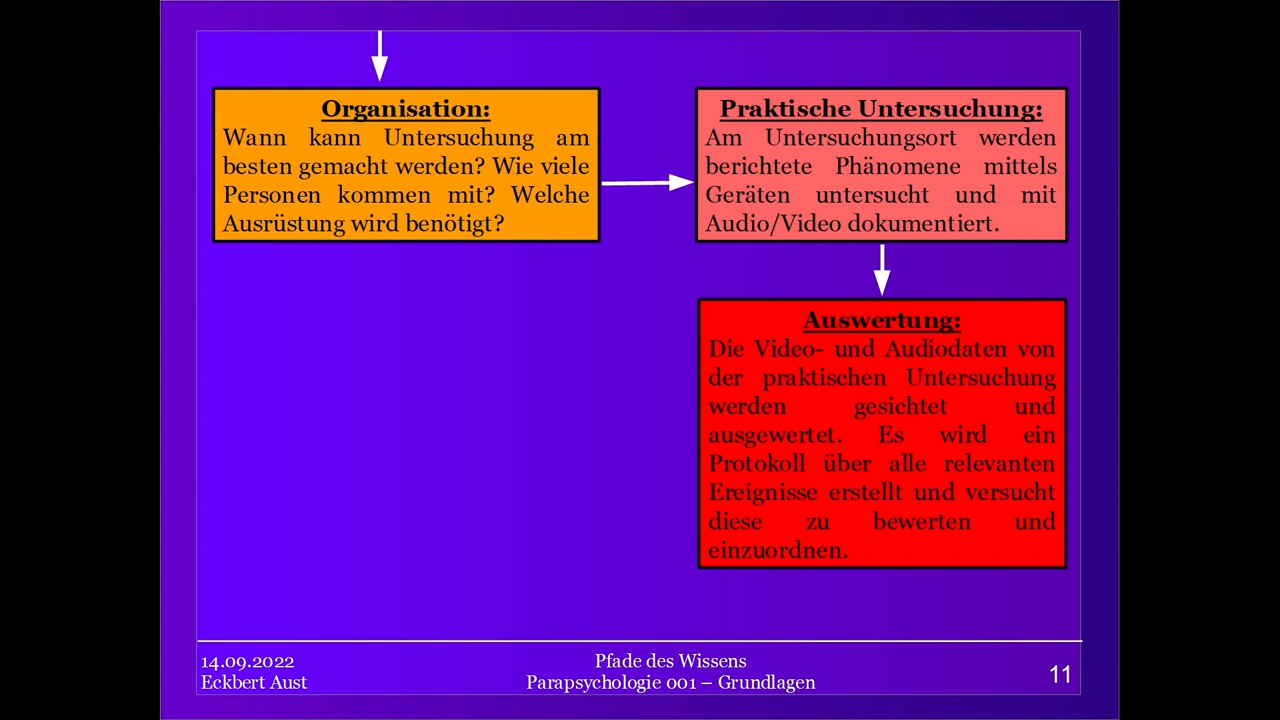 Organisation:
Wann kann Untersuchung am
besten gemacht werden? Wie viele
Personen kommen mit? Welche
Ausrüstung wird benötigt?
Praktische Untersuchung:
Am Untersuchungsort werden
berichtete Phänomene mittels
Geräten untersucht und mit
Audio/Video dokumentiert.
Auswertung:
Die Video- und Audiodaten von
der praktischen Untersuchung
werden gesichtet und
ausgewertet. Es wird ein
Protokoll über alle relevanten
Ereignisse erstellt und versucht
diese zu bewerten und
einzuordnen.
14.09.2022
Eckbert Aust
Pfade des Wissens
Parapsychologie 001 – Grundlagen
11